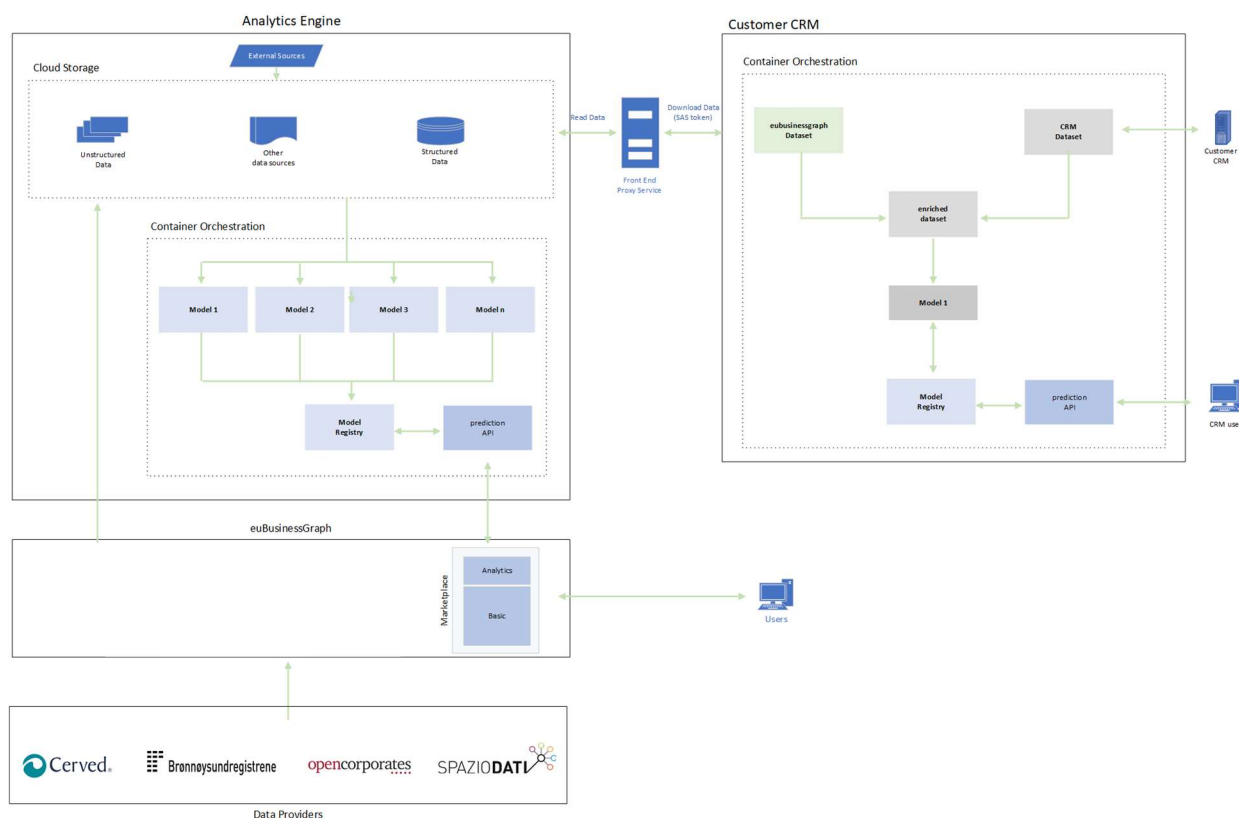 Analytics Engine
External Sources
Cloud Storage
Unstructured
Data
Other
data sources
Structured
Data
Container Orchestration
Model 1
Model 2
Model 3
Model n
Model
Registry
prediction
API
Read Data
Front End
Proxy Service
Download Data
(SAS token)
Customer CRM
Container Orchestration
eubusinessgraph
Dataset
CRM
Dataset
Customer
CRM
enriched
dataset
Model 1
Model
Registry
prediction
API
CRM use
euBusinessGraph
Marketplace
Analytics
Basic
Users
Cerved®
Brønnøysundregistrene
opencorporates
SPAZIODATI
Data Providers